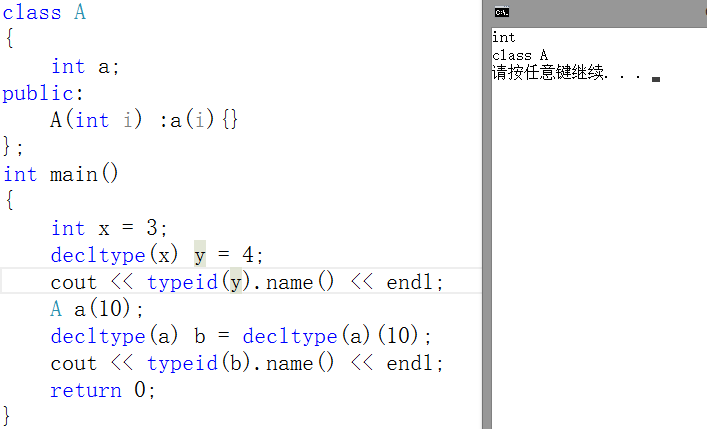 class A
{
    int a;
public:
    A(int i) :a(i){}
};
int main()
{
    int x = 3;
    decltype(x) y = 4;
    cout << typeid(y).name() << endl;
    A a(10);
    decltype(a) b = decltype(a)(10);
    cout << typeid(b).name() << endl;
    return 0;
}
C:\.
int
class A
请按任意键继续. . .